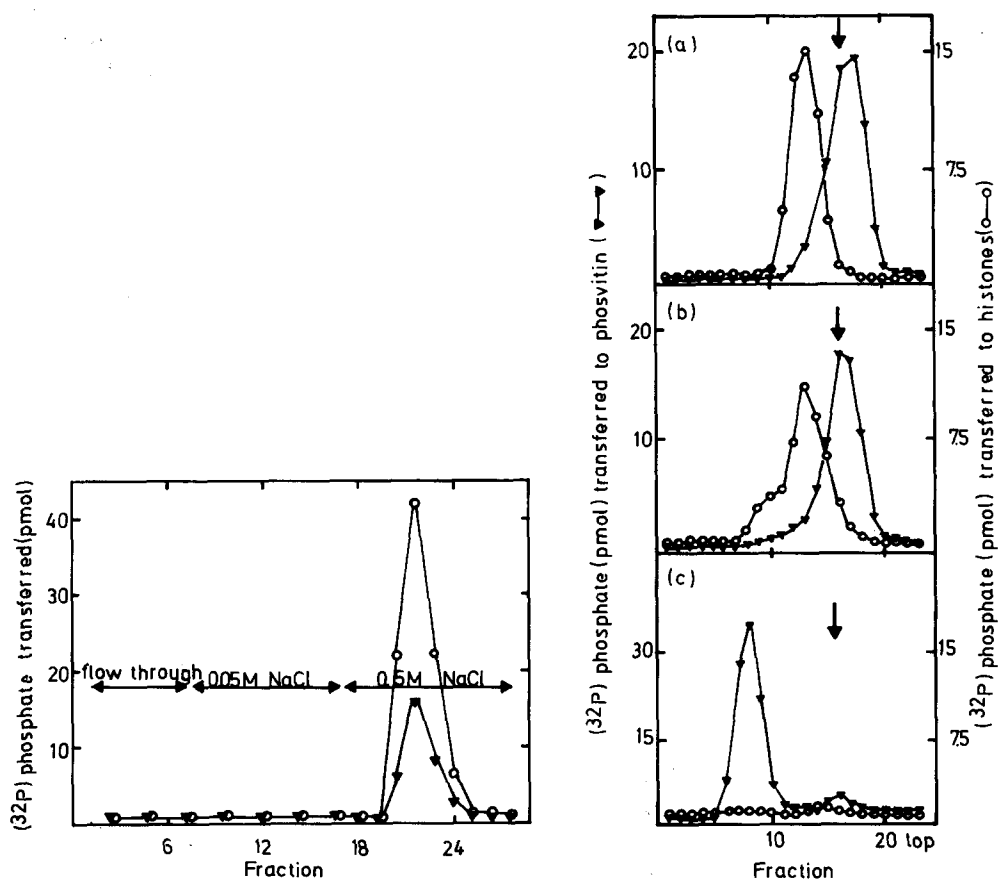 (32P) phosphate transferred(pmol)
40
30
20
10
flow through
0.05M NaCl
0.5M NaCl
6
12
18
24
Fraction
(32P) phosphate (pmol) transferred to phosvitin (▼—▼)
(a)
20
10
15
7.5
(b)
20
10
15
7.5
(c)
30
15
15
7.5
10
20 top
Fraction
(32P) phosphate (pmol) transferred to histones(o—o)